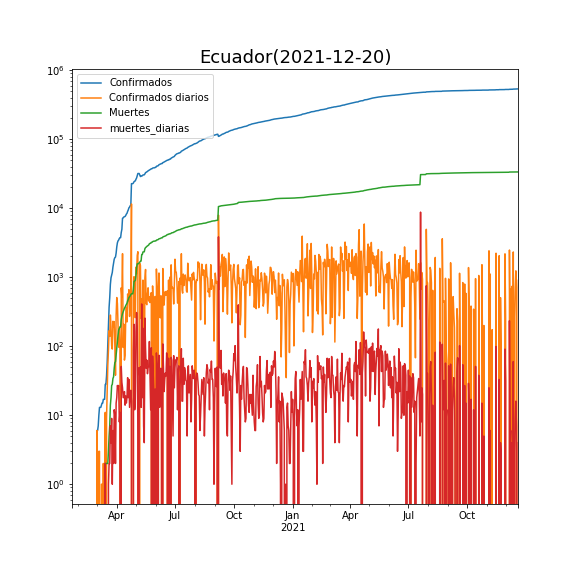 Ecuador(2021-12-20)
Confirmados
Confirmados diarios
Muertes
muertes_diarias
10^6
10^5
10^4
10^3
10^2
10^1
10^0
Apr Jul Oct Jan Apr Jul Oct
2021